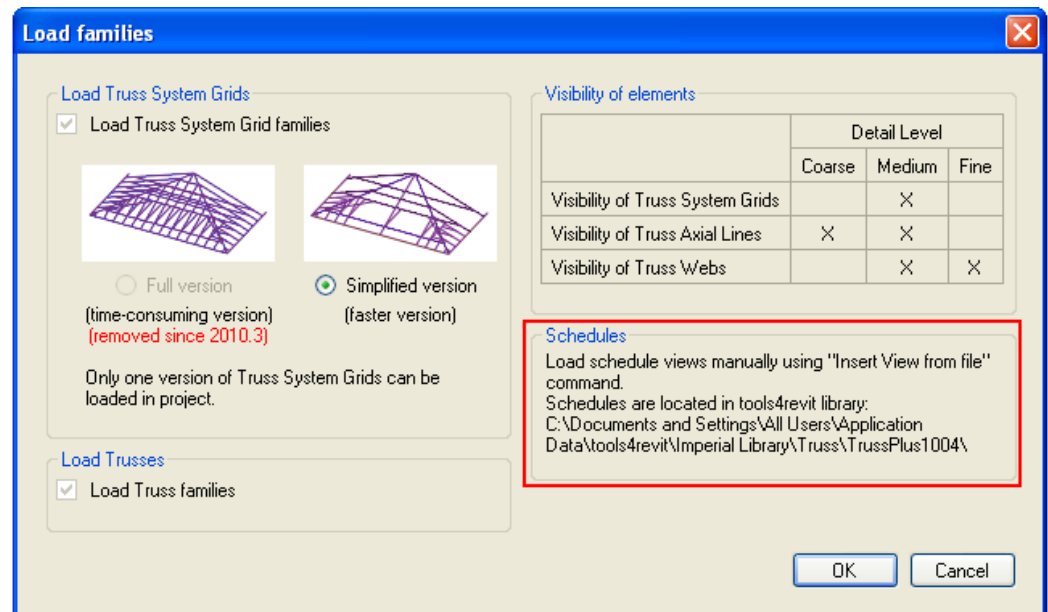 Load families
Load Truss System Grids
Load Truss System Grid families
Full version
Simplified version
(time-consuming version)
(faster version)
(removed since 2010.3)
Only one version of Truss System Grids can be
loaded in project.
Load Trusses
Load Truss families
Visibility of elements
Detail Level
Coarse Medium Fine
Visibility of Truss System Grids X
Visibility of Truss Axial Lines X X
Visibility of Truss Webs X X
Schedules
Load schedule views manually using "Insert View from file"
command.
Schedules are located in tools4revit library:
C:\Documents and Settings\All Users\Application
Data\tools4revit\Imperial Library\Truss\TrussPlus1004\
OK Cancel